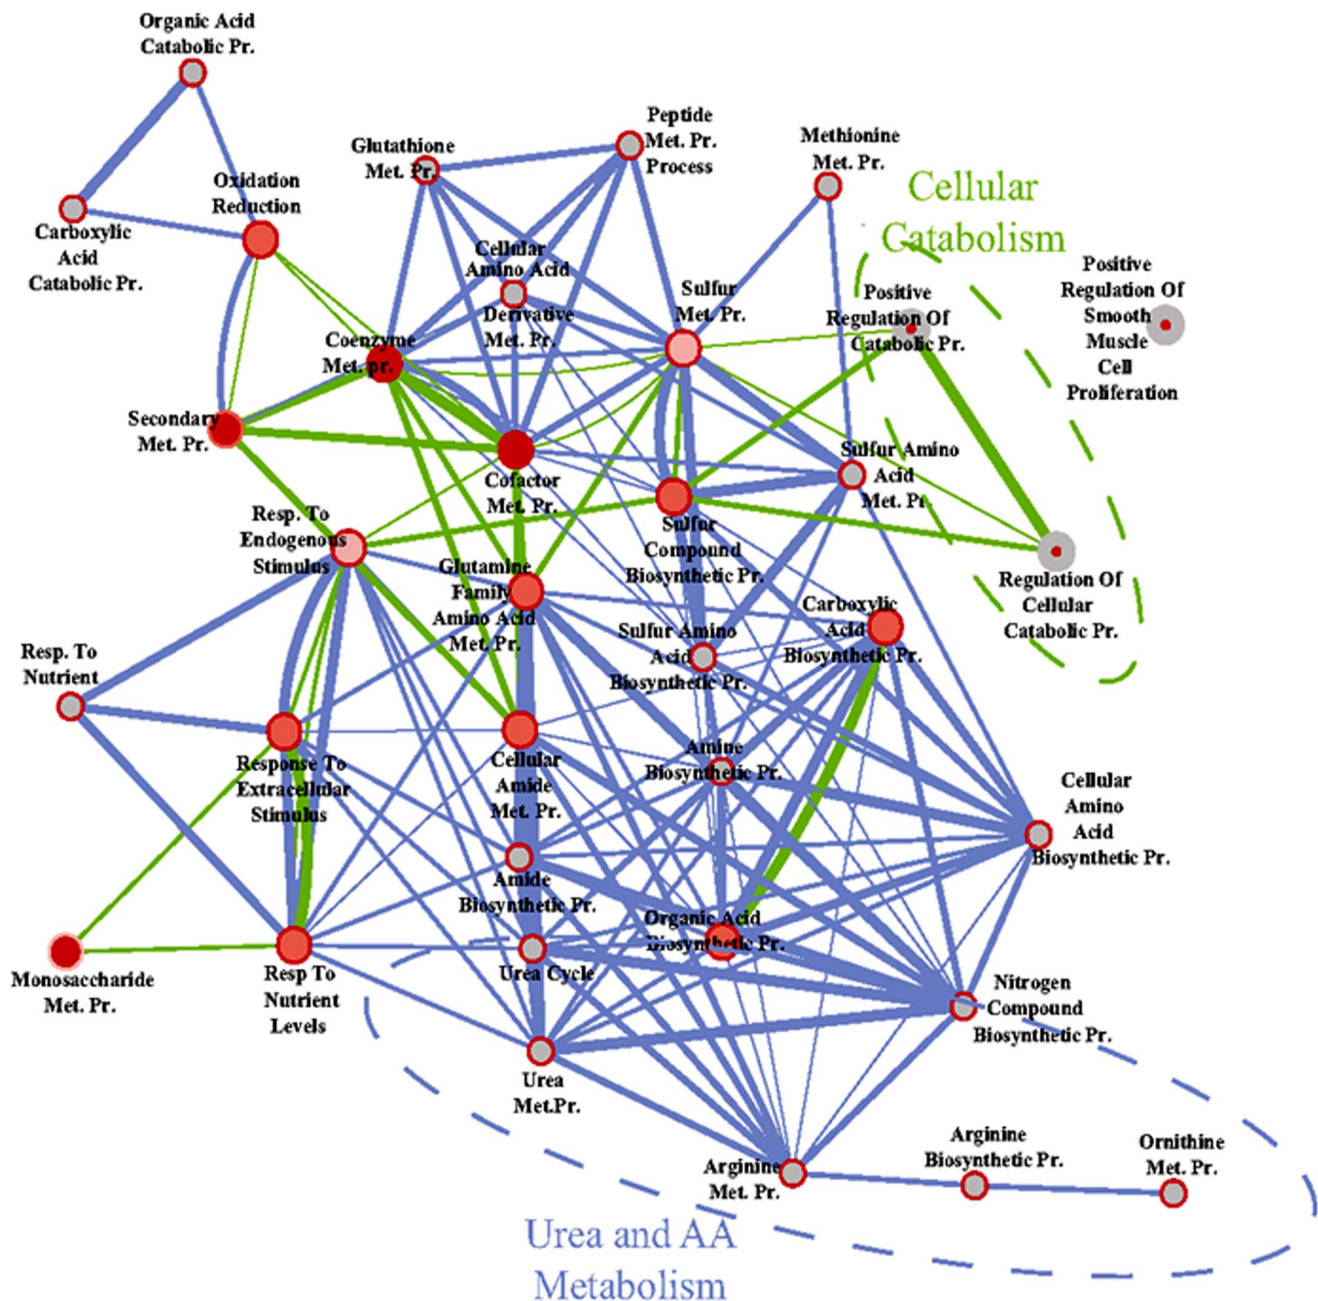 Organic Acid
Catabolic Pr.
Peptide
Met. Pr.
Process
Glutathione
Met. Pr.
Methionine
Met. Pr.
Oxidation
Reduction
Cellular
Catabolism
Carboxylic
Acid
Catabolic Pr.
Cellular
Amino Acid
Derivative
Met. Pr.
Sulfur
Met. Pr.
Positive
Regulation Of
Catabolic Pr.
Positive
Regulation Of
Smooth
Muscle
Cell
Proliferation
Coenzyme
Met. pr.
Secondary
Met. Pr.
Cofactor
Met. Pr.
Sulfur Amino
Acid
Met. Pr.
Resp. To
Endogenous
Stimulus
Sulfur
Compound
Biosynthetic Pr.
Glutamine
Family
Amino Acid
Met. Pr.
Regulation Of
Cellular
Catabolic Pr.
Carboxylic
Acid
Biosynthetic Pr.
Sulfur Amino
Acid
Biosynthetic Pr.
Resp. To
Nutrient
Response To
Extracellular
Stimulus
Cellular
Amide
Met. Pr.
Amine
Biosynthetic Pr.
Cellular
Amino
Acid
Biosynthetic Pr.
Amide
Biosynthetic Pr.
Organic Acid
Biosynthetic Pr.
Monosaccharide
Met. Pr.
Resp To
Nutrient
Levels
Urea Cycle
Nitrogen
Compound
Biosynthetic Pr.
Urea
Met.Pr.
Arginine
Met. Pr.
Arginine
Biosynthetic Pr.
Ornithine
Met. Pr.
Urea and AA
Metabolism